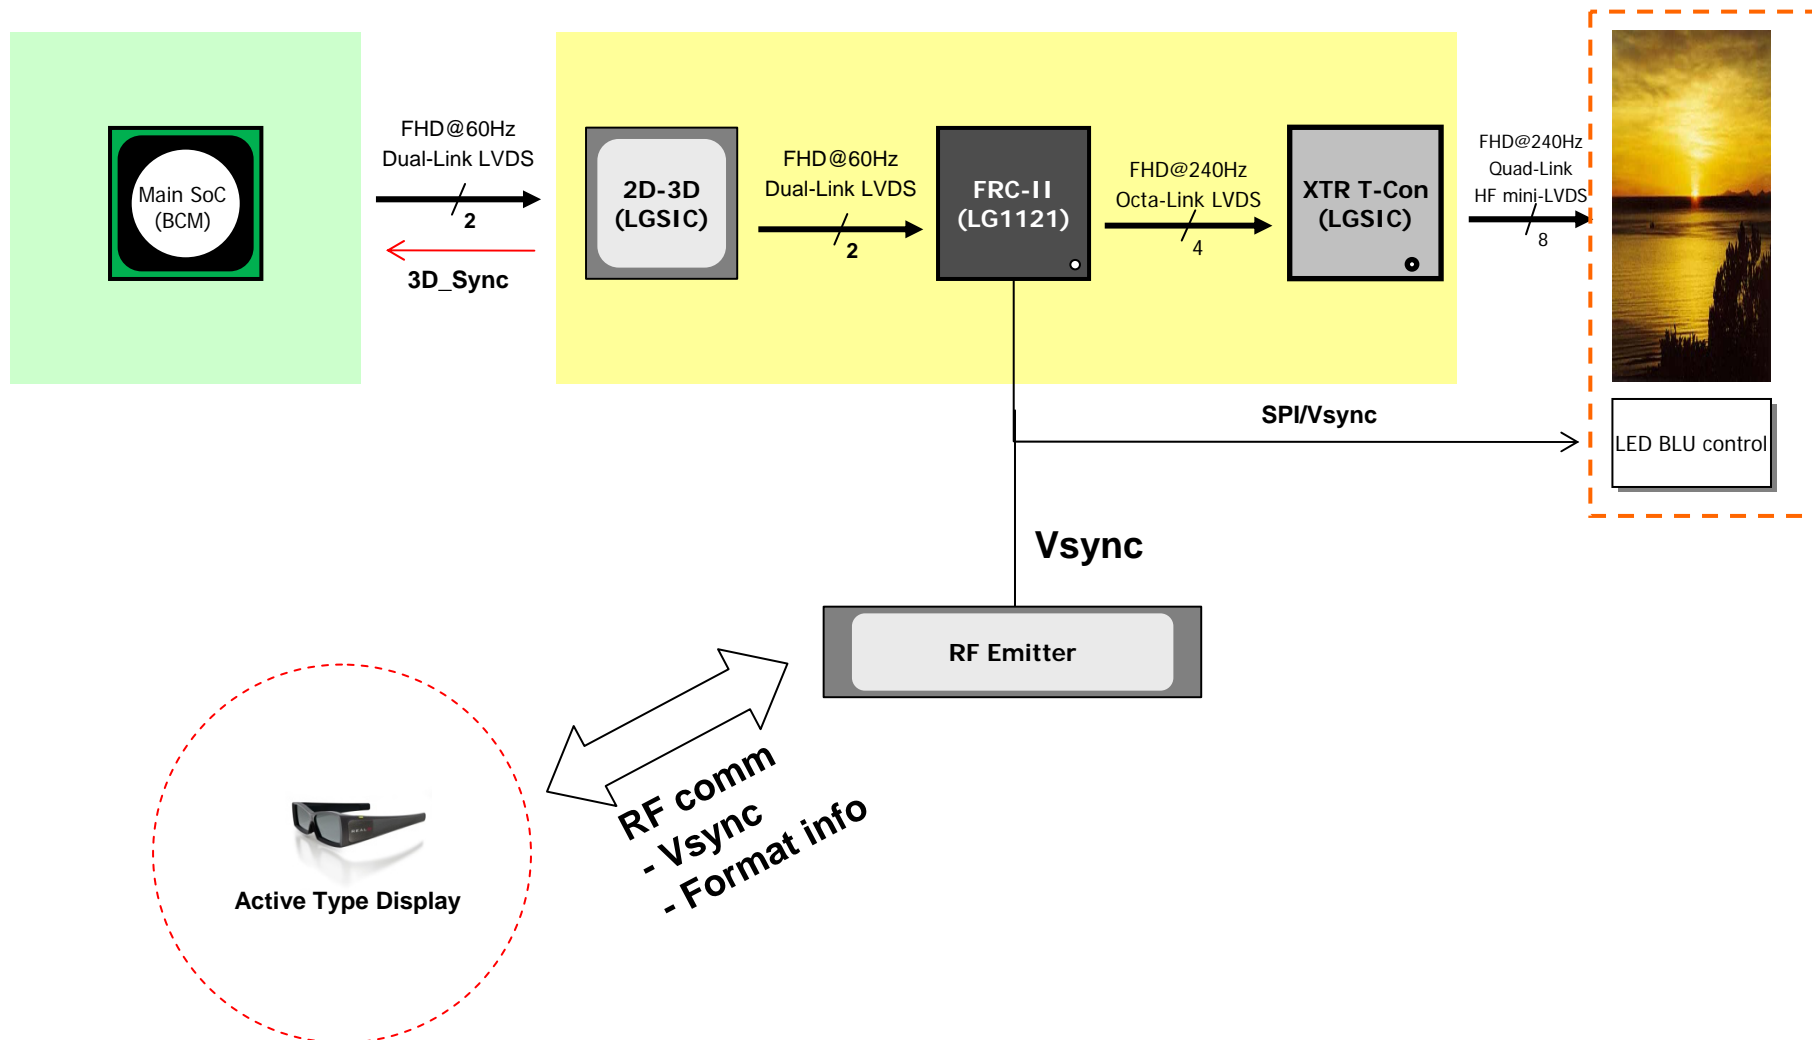 Main SoC
(BCM)
FHD@60Hz
Dual-Link LVDS
2
3D_Sync
2D-3D
(LGSIC)
FHD@60Hz
Dual-Link LVDS
2
FRC-II
(LG1121)
FHD@240Hz
Octa-Link LVDS
4
XTR T-Con
(LGSIC)
FHD@240Hz
Quad-Link
HF mini-LVDS
8
SPI/Vsync
LED BLU control
Vsync
RF Emitter
RF comm
- Vsync
- Format info
Active Type Display